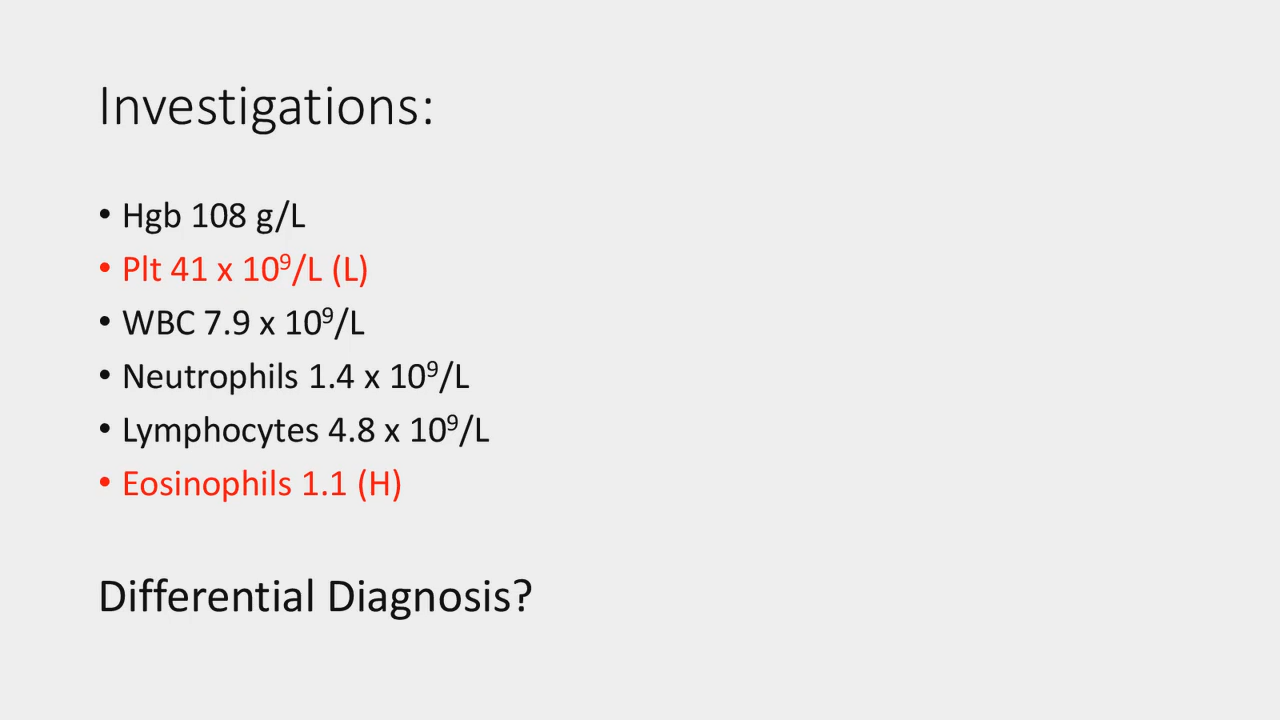 Investigations:
• Hgb 108 g/L
• Plt 41 x 10⁹/L (L)
• WBC 7.9 x 10⁹/L
• Neutrophils 1.4 x 10⁹/L
• Lymphocytes 4.8 x 10⁹/L
• Eosinophils 1.1 (H)
Differential Diagnosis?